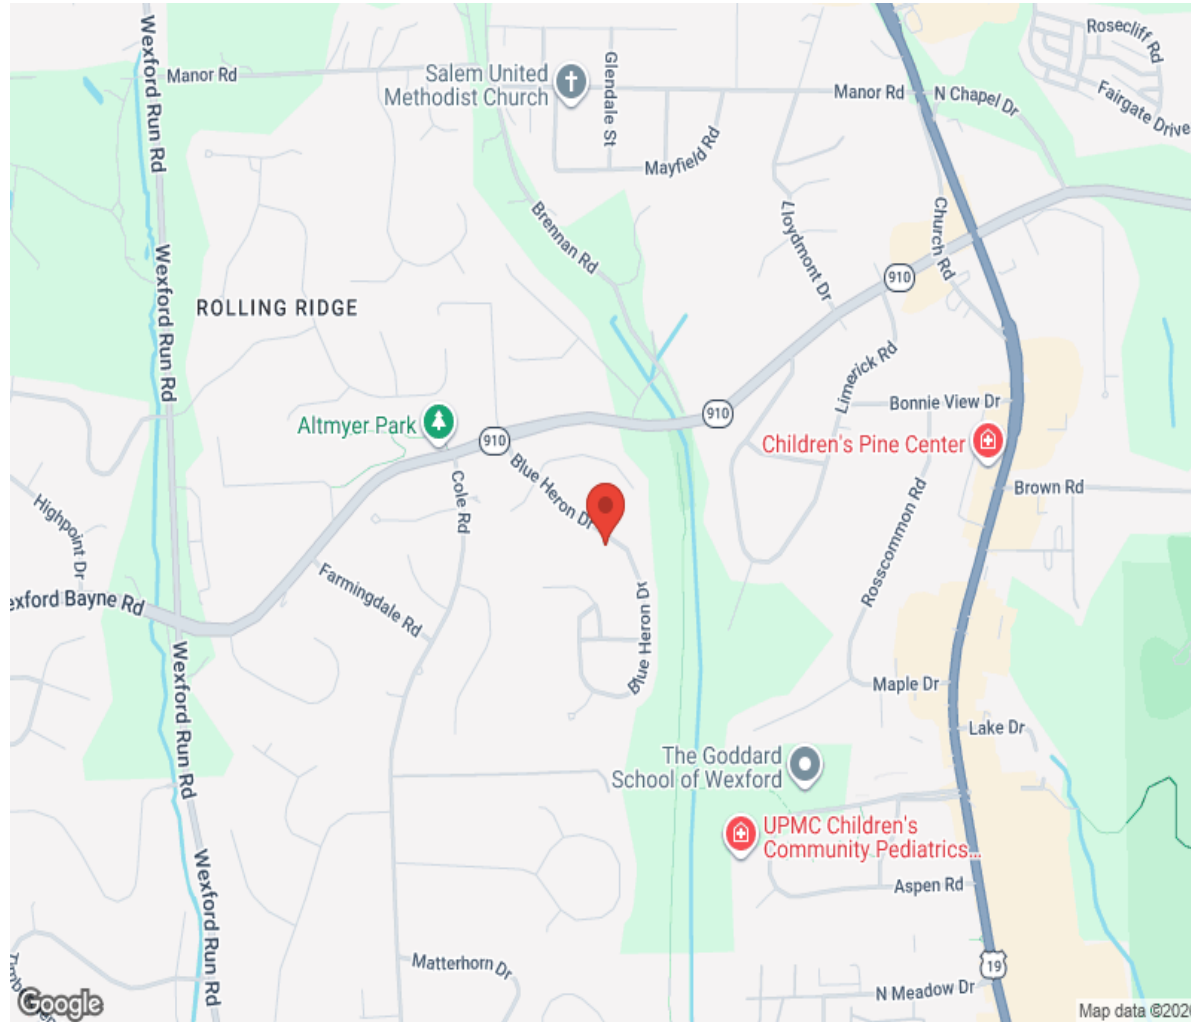 Wexford Run Rd
Manor Rd
Salem United
Methodist Church
Glendale St
Mayfield Rd
Manor Rd
N Chapel Dr
Rosecliff Rd
Fairgate Drive
Brennan Rd
Lloydmont Dr
Church Rd
910
Wexford Run Rd
ROLLING RIDGE
Limerick Rd
Bonnie View Dr
910
Altmyer Park
910
Children's Pine Center
Blue Heron Dr
Cole Rd
Brown Rd
Highpoint Dr
Rosscommon Rd
exford Bayne Rd
Farmingdale Rd
Blue Heron Dr
Wexford Run Rd
Maple Dr
Lake Dr
The Goddard
School of Wexford
UPMC Children's
Community Pediatrics...
Aspen Rd
Wexford Run Rd
Matterhorn Dr
19
N Meadow Dr
Google
Map data ©202